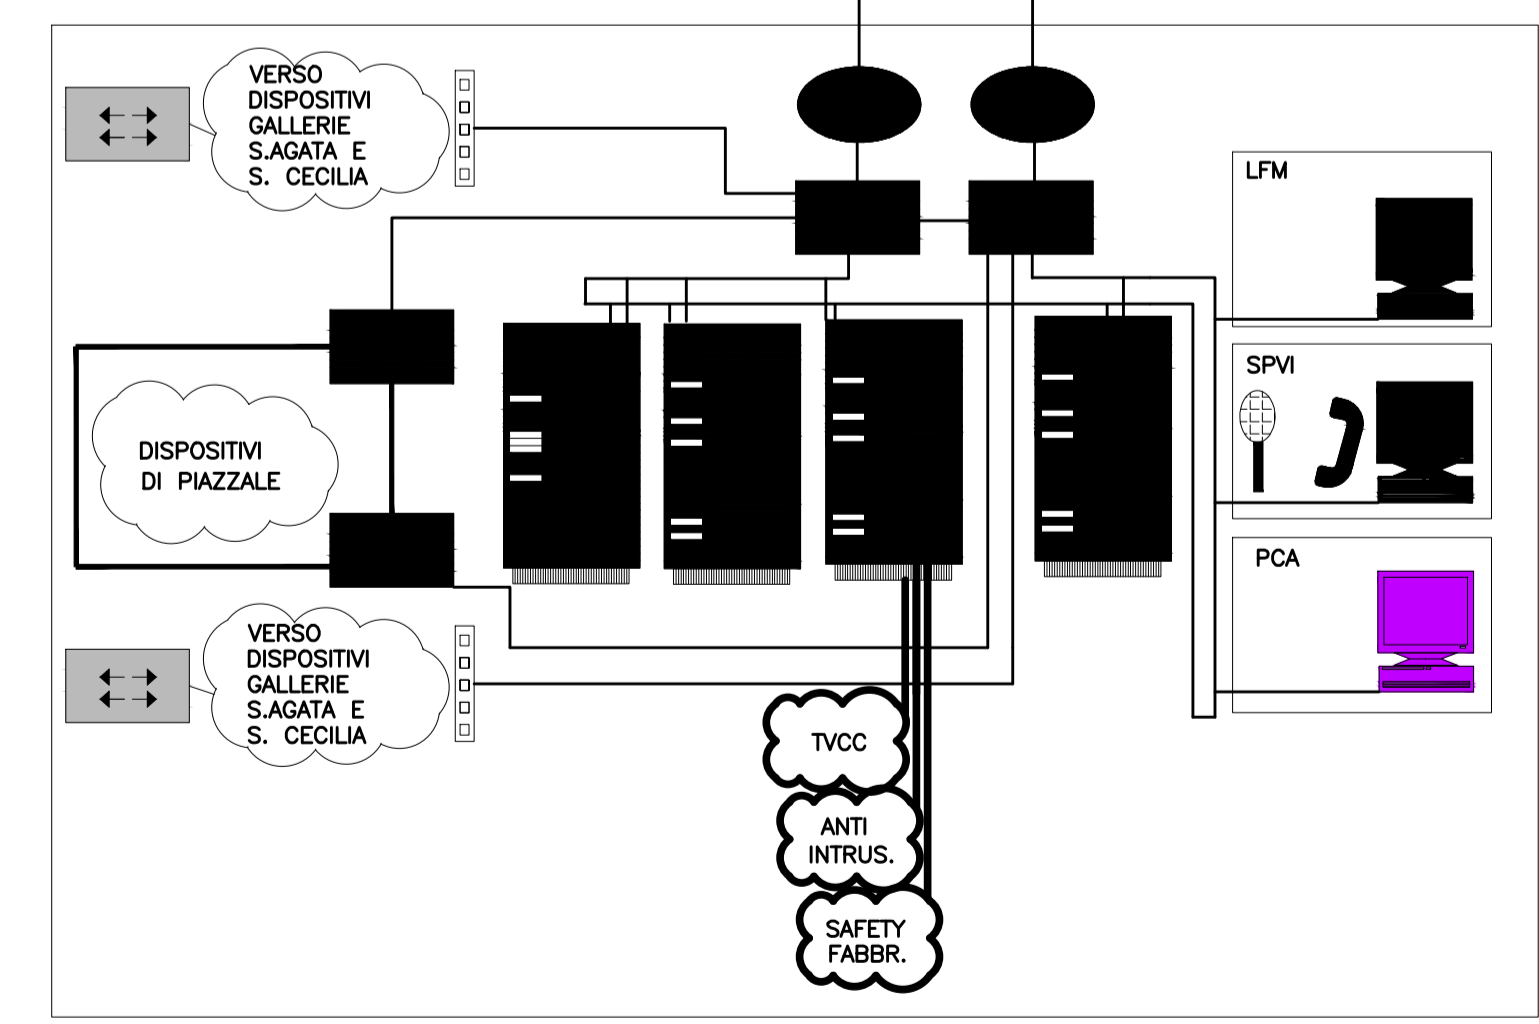 VERSO
DISPOSITIVI
GALLERIE
S.AGATA E
S. CECILIA
LFM
SPVI
DISPOSITIVI
DI PIAZZALE
PCA
VERSO
DISPOSITIVI
GALLERIE
S.AGATA E
S. CECILIA
TVCC
ANTI
INTRUS.
SAFETY
FABBR.